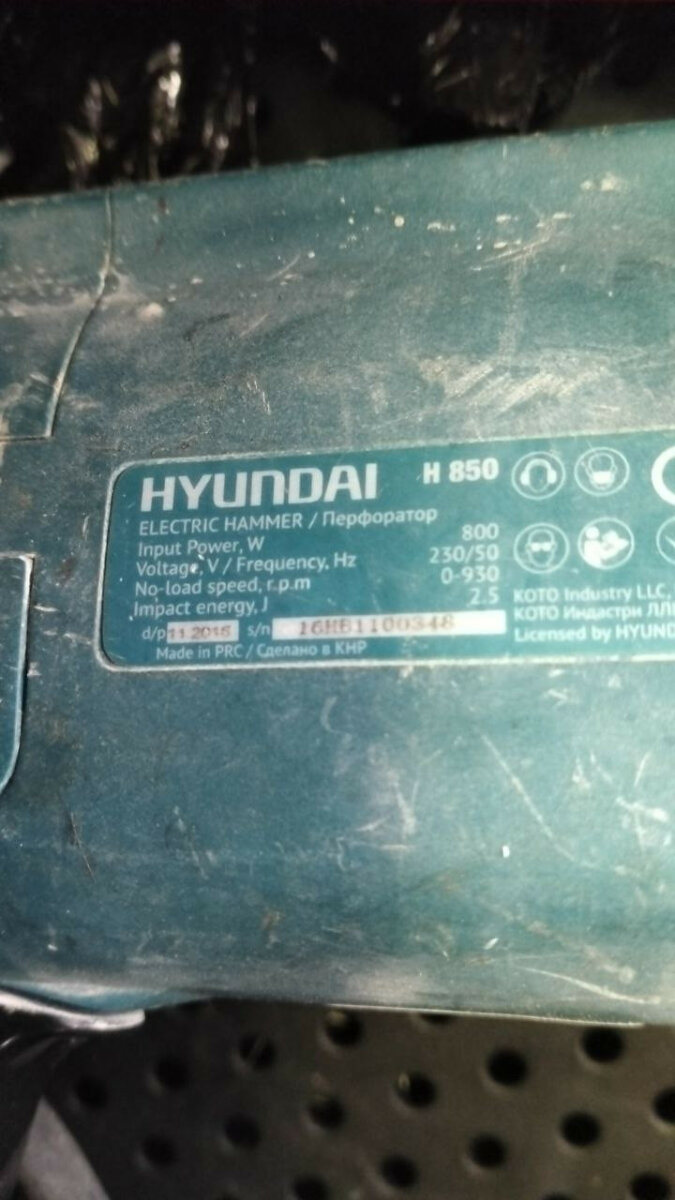 HYUNDAI H 850
ELECTRIC HAMMER / Перфоратор
Input Power, W 800
Voltage, V / Frequency, Hz 230/50
No-load speed, r.p.m 0-930
Impact energy, J 2.5
d/p 11.2016 s/n 16HB1100348
Made in PRC / Сделано в КНР
KOTO Industry LLC,
КОТО Индастри ЛЛ
Licensed by HYUND